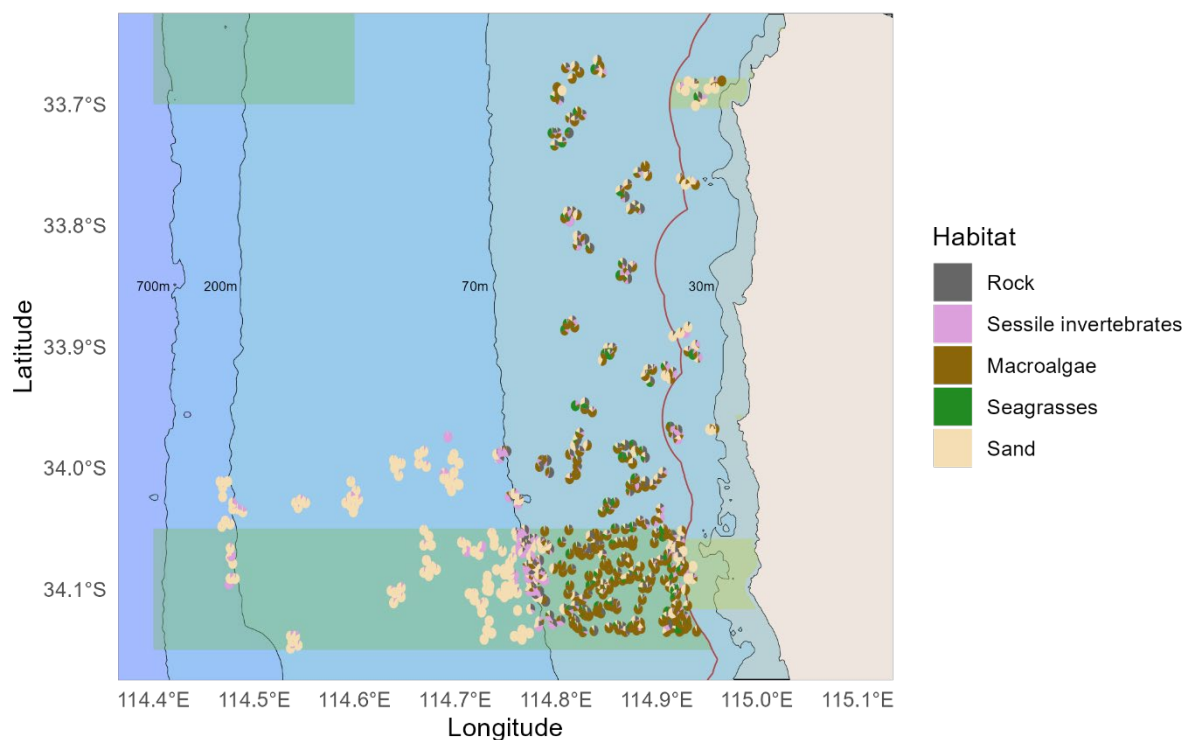 33.7°S
33.8°S
33.9°S
34.0°S
34.1°S
Latitude
700m
200m
70m
30m
114.4°E
114.5°E
114.6°E
114.7°E
114.8°E
114.9°E
115.0°E
115.1°E
Longitude
Habitat
Rock
Sessile invertebrates
Macroalgae
Seagrasses
Sand